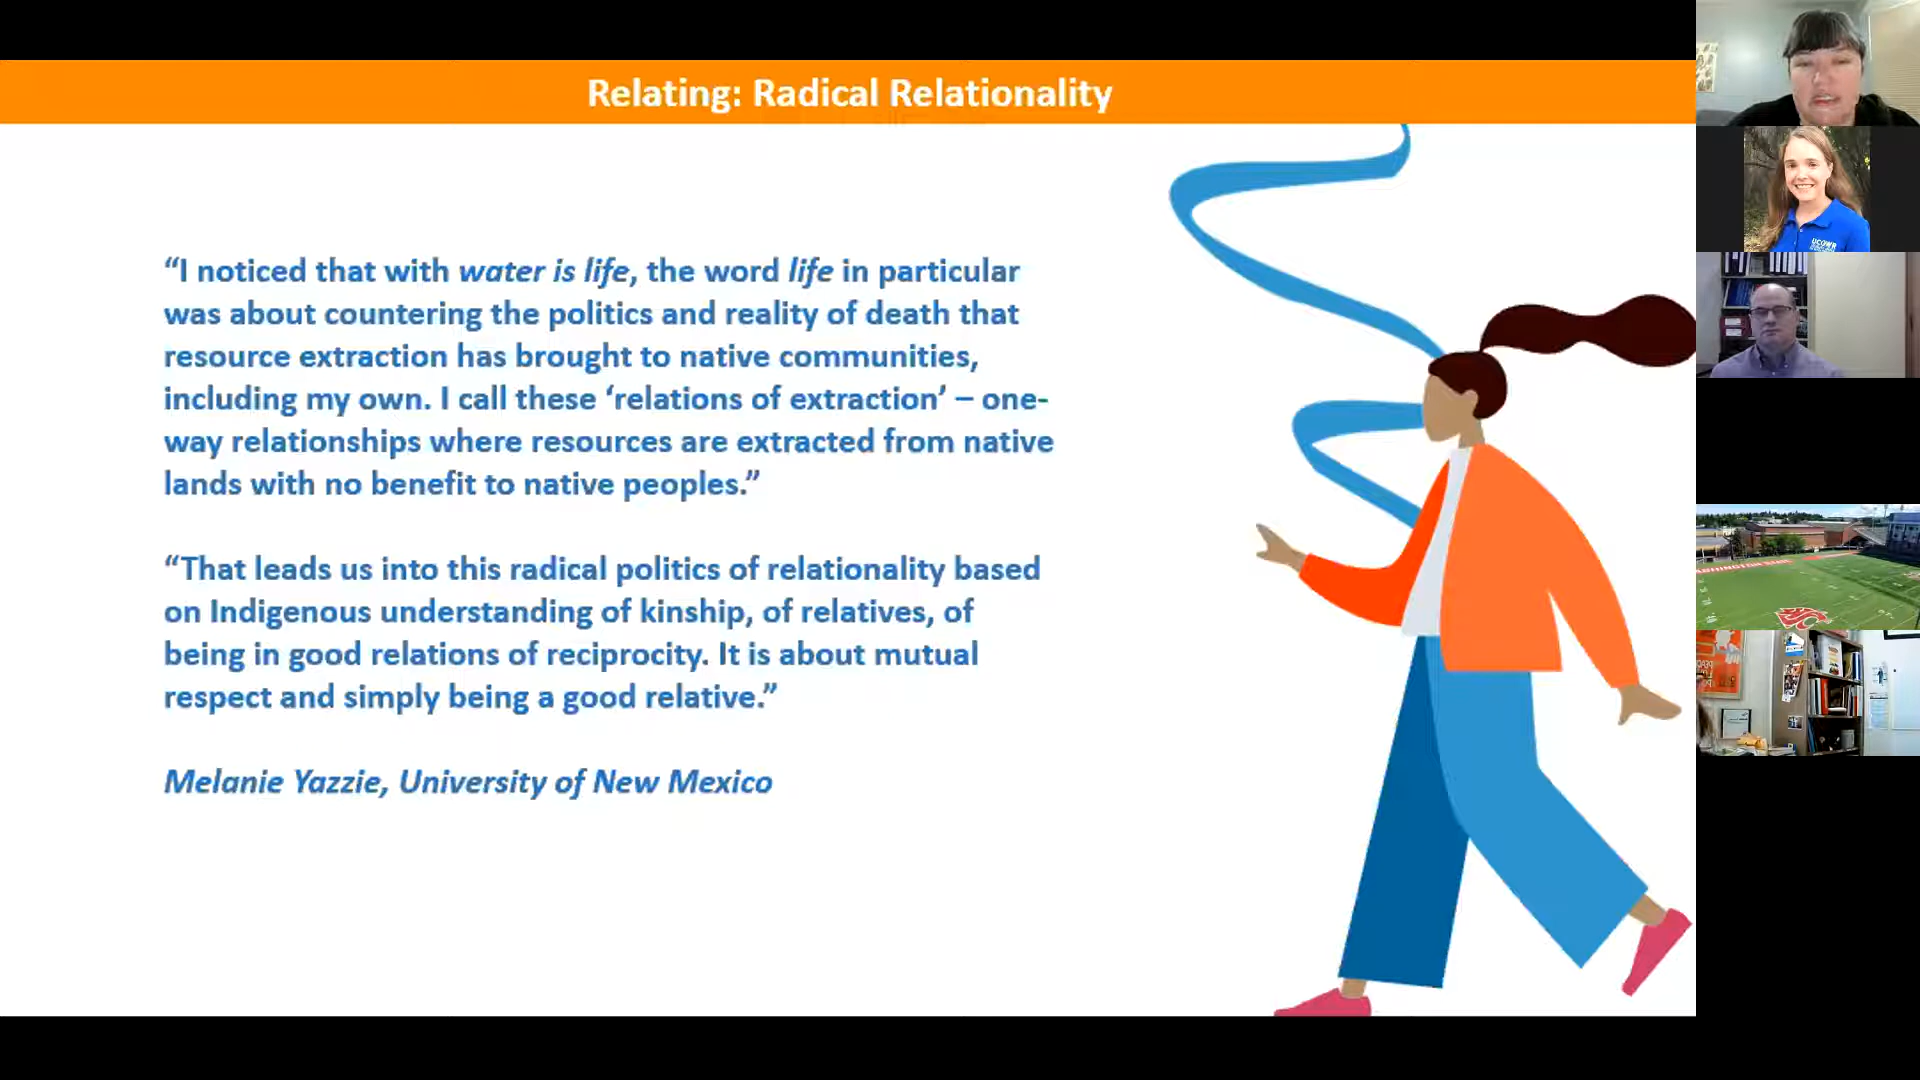 Relating: Radical Relationality
“I noticed that with water is life, the word life in particular
was about countering the politics and reality of death that
resource extraction has brought to native communities,
including my own. I call these ‘relations of extraction’ – one-
way relationships where resources are extracted from native
lands with no benefit to native peoples.”
“That leads us into this radical politics of relationality based
on Indigenous understanding of kinship, of relatives, of
being in good relations of reciprocity. It is about mutual
respect and simply being a good relative.”
Melanie Yazzie, University of New Mexico
UCOWR